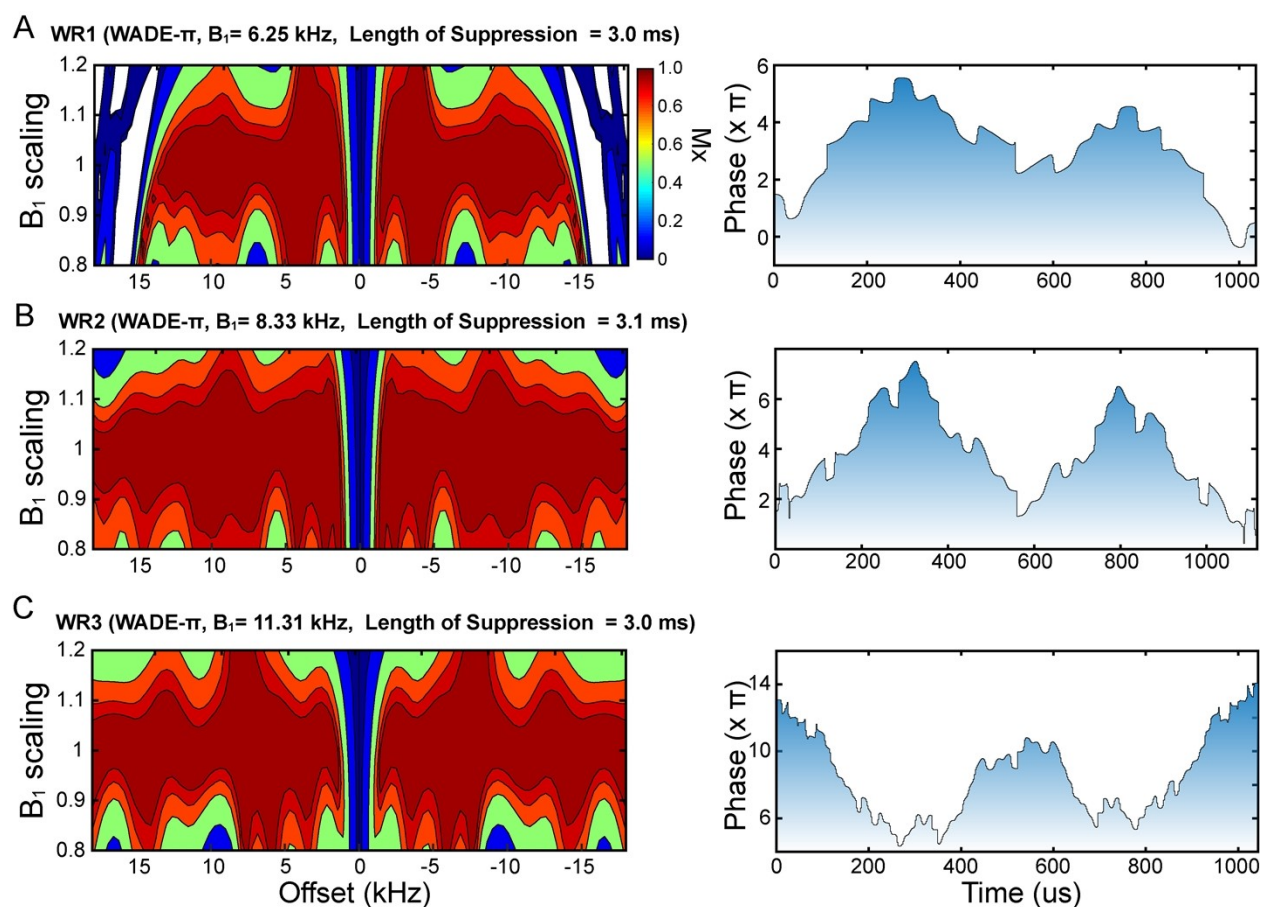 A
WR1 (WADE-π, B₁= 6.25 kHz, Length of Suppression = 3.0 ms)
B₁ scaling
1.2
1.1
1
0.9
0.8
15 10 5 0 -5 -10 -15
1.0
0.8
0.6
0.4
0.2
0
Mx
Phase (x π)
6
4
2
0
0 200 400 600 800 1000
B
WR2 (WADE-π, B₁= 8.33 kHz, Length of Suppression = 3.1 ms)
B₁ scaling
1.2
1.1
1
0.9
0.8
15 10 5 0 -5 -10 -15
Phase (x π)
6
4
2
0 200 400 600 800 1000
C
WR3 (WADE-π, B₁= 11.31 kHz, Length of Suppression = 3.0 ms)
B₁ scaling
1.2
1.1
1
0.9
0.8
15 10 5 0 -5 -10 -15
Offset (kHz)
Phase (x π)
14
10
6
0 200 400 600 800 1000
Time (us)